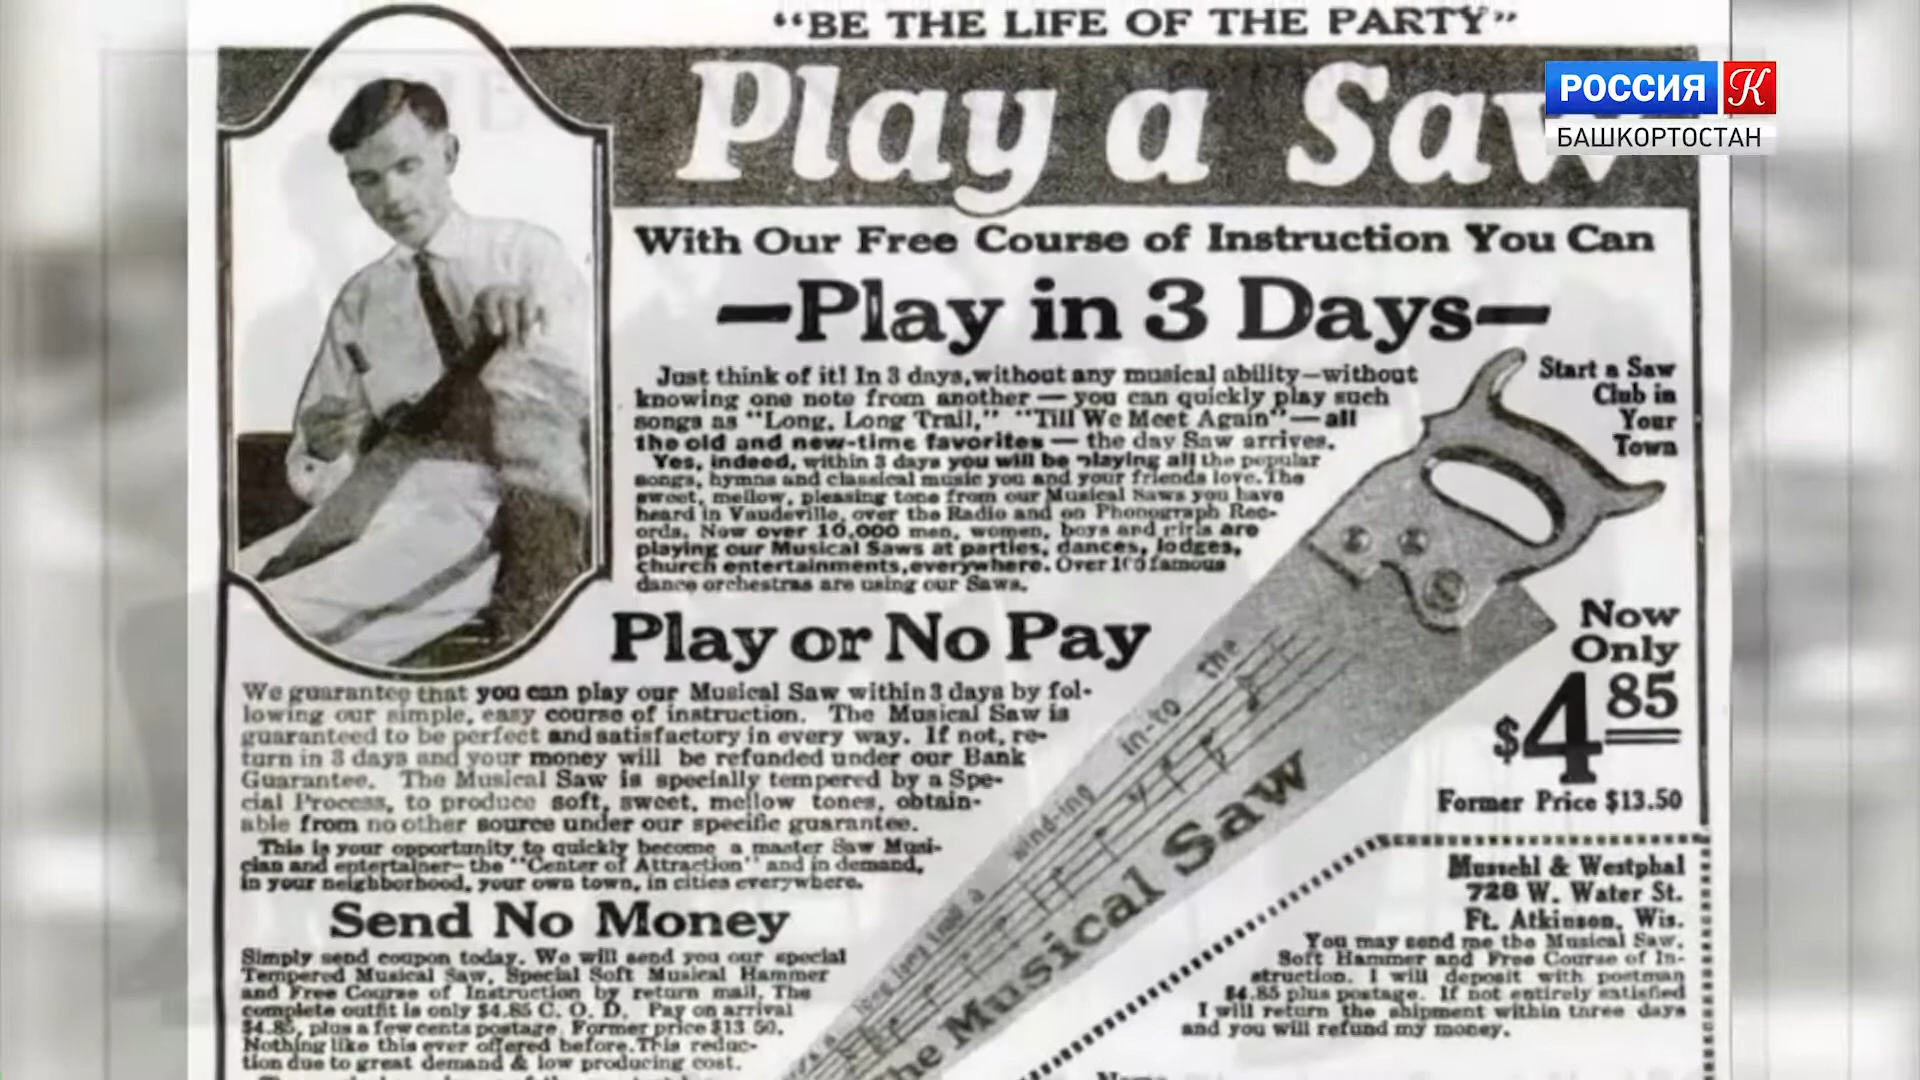 “BE THE LIFE OF THE PARTY”
Play a Saw
РОССИЯ К
БАШКОРТОСТАН
With Our Free Course of Instruction You Can
—Play in 3 Days—
Just think of it! In 3 days, without any musical ability—without
knowing one note from another — you can quickly play such
songs as "Long, Long Trail," "Till We Meet Again" — all
the old and new-time favorites — the day Saw arrives.
Yes, indeed, within 3 days you will be playing all the popular
songs, hymns and classical music you and your friends love. The
sweet, mellow, pleasing tone from our Musical Saws you have
heard in Vaudeville, over the Radio and on Phonograph Rec-
ords. Now over 10,000 men, women, boys and girls are
playing our Musical Saws at parties, dances, lodges,
church entertainments, everywhere. Over 100 famous
dance orchestras are using our Saws.
Start a Saw
Club in
Your
Town
Play or No Pay
We guarantee that you can play our Musical Saw within 3 days by fol-
lowing our simple, easy course of instruction. The Musical Saw is
guaranteed to be perfect and satisfactory in every way. If not, re-
turn in 3 days and your money will be refunded under our Bank
Guarantee. The Musical Saw is specially tempered by a Spe-
cial Process, to produce soft, sweet, mellow tones, obtain-
able from no other source under our specific guarantee.
This is your opportunity to quickly become a master Saw Musi-
cian and entertainer— the "Center of Attraction" and in demand,
in your neighborhood, your own town, in cities everywhere.
Send No Money
Simply send coupon today. We will send you our special
Tempered Musical Saw, Special Soft Musical Hammer
and Free Course of Instruction by return mail. The
complete outfit is only $4.85 C. O. D. Pay on arrival
$4.85, plus a few cents postage. Former price $13.50.
Nothing like this ever offered before. This reduc-
tion due to great demand & low producing cost.
long long trail a wind-ing in-to the
the Musical Saw
Now
Only
$4.85
Former Price $13.50
Mussehl & Westphal
728 W. Water St.
Ft. Atkinson, Wis.
You may send me the Musical Saw,
Soft Hammer and Free Course of In-
struction. I will deposit with postman
$4.85 plus postage. If not entirely satisfied
I will return the shipment within three days
and you will refund my money.